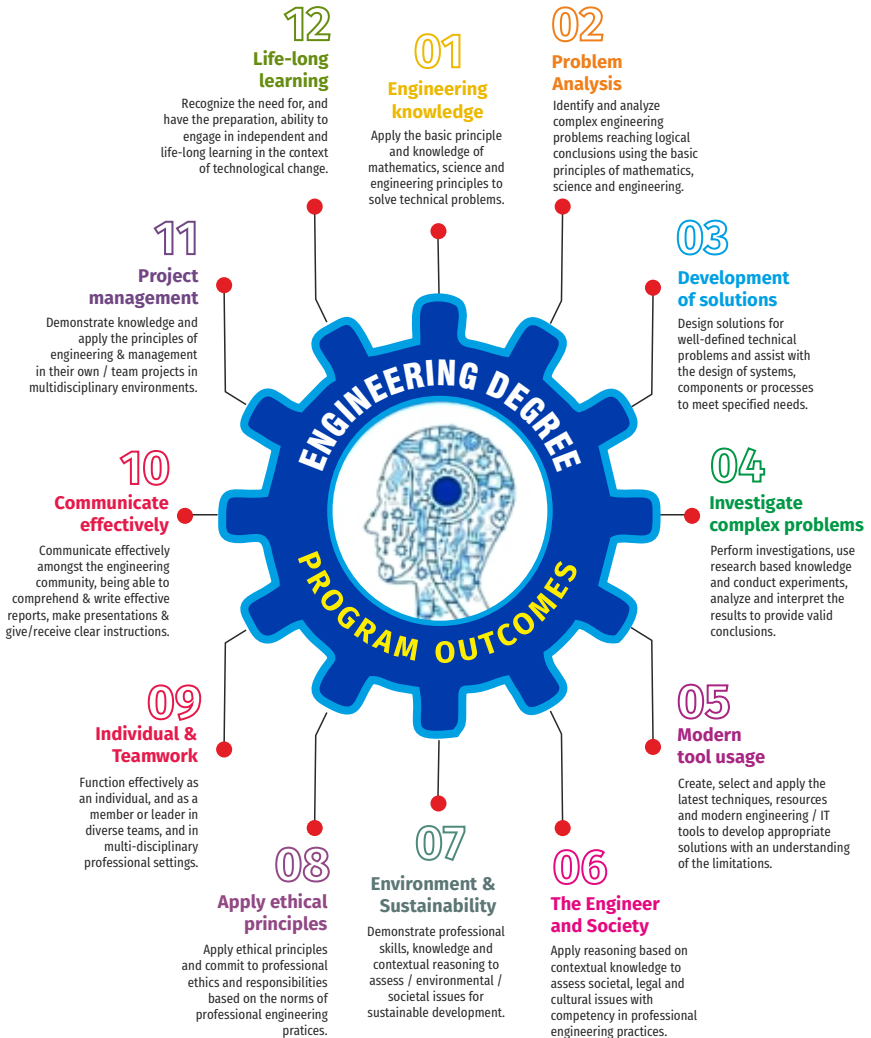 01
Engineering
knowledge
Apply the basic principle
and knowledge of
mathematics, science and
engineering principles to
solve technical problems.
02
Problem
Analysis
Identify and analyze
complex engineering
problems reaching logical
conclusions using the basic
principles of mathematics,
science and engineering.
03
Development
of solutions
Design solutions for
well-defined technical
problems and assist with
the design of systems,
components or processes
to meet specified needs.
04
Investigate
complex problems
Perform investigations, use
research based knowledge
and conduct experiments,
analyze and interpret the
results to provide valid
conclusions.
05
Modern
tool usage
Create, select and apply the
latest techniques, resources
and modern engineering / IT
tools to develop appropriate
solutions with an understanding
of the limitations.
06
The Engineer
and Society
Apply reasoning based on
contextual knowledge to
assess societal, legal and
cultural issues with
competency in professional
engineering practices.
07
Environment &
Sustainability
Demonstrate professional
skills, knowledge and
contextual reasoning to
assess / environmental /
societal issues for
sustainable development.
08
Apply ethical
principles
Apply ethical principles
and commit to professional
ethics and responsibilities
based on the norms of
professional engineering
pratices.
09
Individual &
Teamwork
Function effectively as
an individual, and as a
member or leader in
diverse teams, and in
multi-disciplinary
professional settings.
10
Communicate
effectively
Communicate effectively
amongst the engineering
community, being able to
comprehend & write effective
reports, make presentations &
give/receive clear instructions.
11
Project
management
Demonstrate knowledge and
apply the principles of
engineering & management
in their own / team projects in
multidisciplinary environments.
12
Life-long
learning
Recognize the need for, and
have the preparation, ability to
engage in independent and
life-long learning in the context
of technological change.
ENGINEERING DEGREE
PROGRAM OUTCOMES